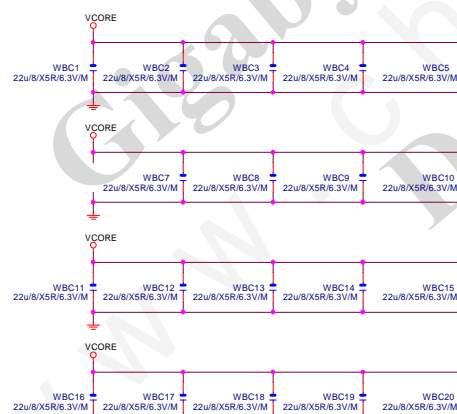 VCORE
WBC1 WBC2 WBC3 WBC4 WBC5
22u/8/X5R/6.3V/M 22u/8/X5R/6.3V/M 22u/8/X5R/6.3V/M 22u/8/X5R/6.3V/M 22u/8/X5R/6.3V/M
VCORE
WBC7 WBC8 WBC9 WBC10
22u/8/X5R/6.3V/M 22u/8/X5R/6.3V/M 22u/8/X5R/6.3V/M 22u/8/X5R/6.3V/M
VCORE
WBC11 WBC12 WBC13 WBC14 WBC15
22u/8/X5R/6.3V/M 22u/8/X5R/6.3V/M 22u/8/X5R/6.3V/M 22u/8/X5R/6.3V/M 22u/8/X5R/6.3V/M
VCORE
WBC16 WBC17 WBC18 WBC19 WBC20
22u/8/X5R/6.3V/M 22u/8/X5R/6.3V/M 22u/8/X5R/6.3V/M 22u/8/X5R/6.3V/M 22u/8/X5R/6.3V/M